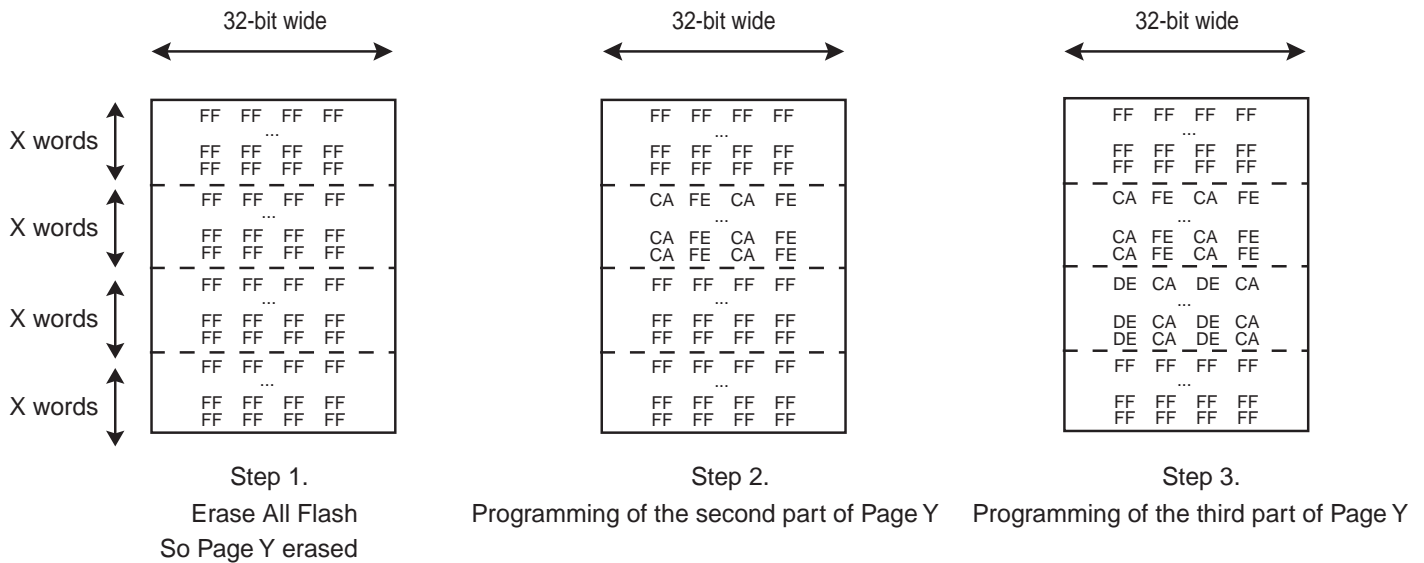 32-bit wide
32-bit wide
32-bit wide
X words
X words
X words
X words
FF FF FF FF
...
FF FF FF FF
FF FF FF FF
FF FF FF FF
...
FF FF FF FF
FF FF FF FF
FF FF FF FF
...
FF FF FF FF
FF FF FF FF
FF FF FF FF
...
FF FF FF FF
FF FF FF FF
Step 1.
Erase All Flash
So Page Y erased
FF FF FF FF
...
FF FF FF FF
FF FF FF FF
CA FE CA FE
...
CA FE CA FE
CA FE CA FE
FF FF FF FF
...
FF FF FF FF
FF FF FF FF
FF FF FF FF
...
FF FF FF FF
FF FF FF FF
Step 2.
Programming of the second part of Page Y
FF FF FF FF
...
FF FF FF FF
FF FF FF FF
CA FE CA FE
...
CA FE CA FE
CA FE CA FE
DE CA DE CA
...
DE CA DE CA
DE CA DE CA
FF FF FF FF
...
FF FF FF FF
FF FF FF FF
Step 3.
Programming of the third part of Page Y